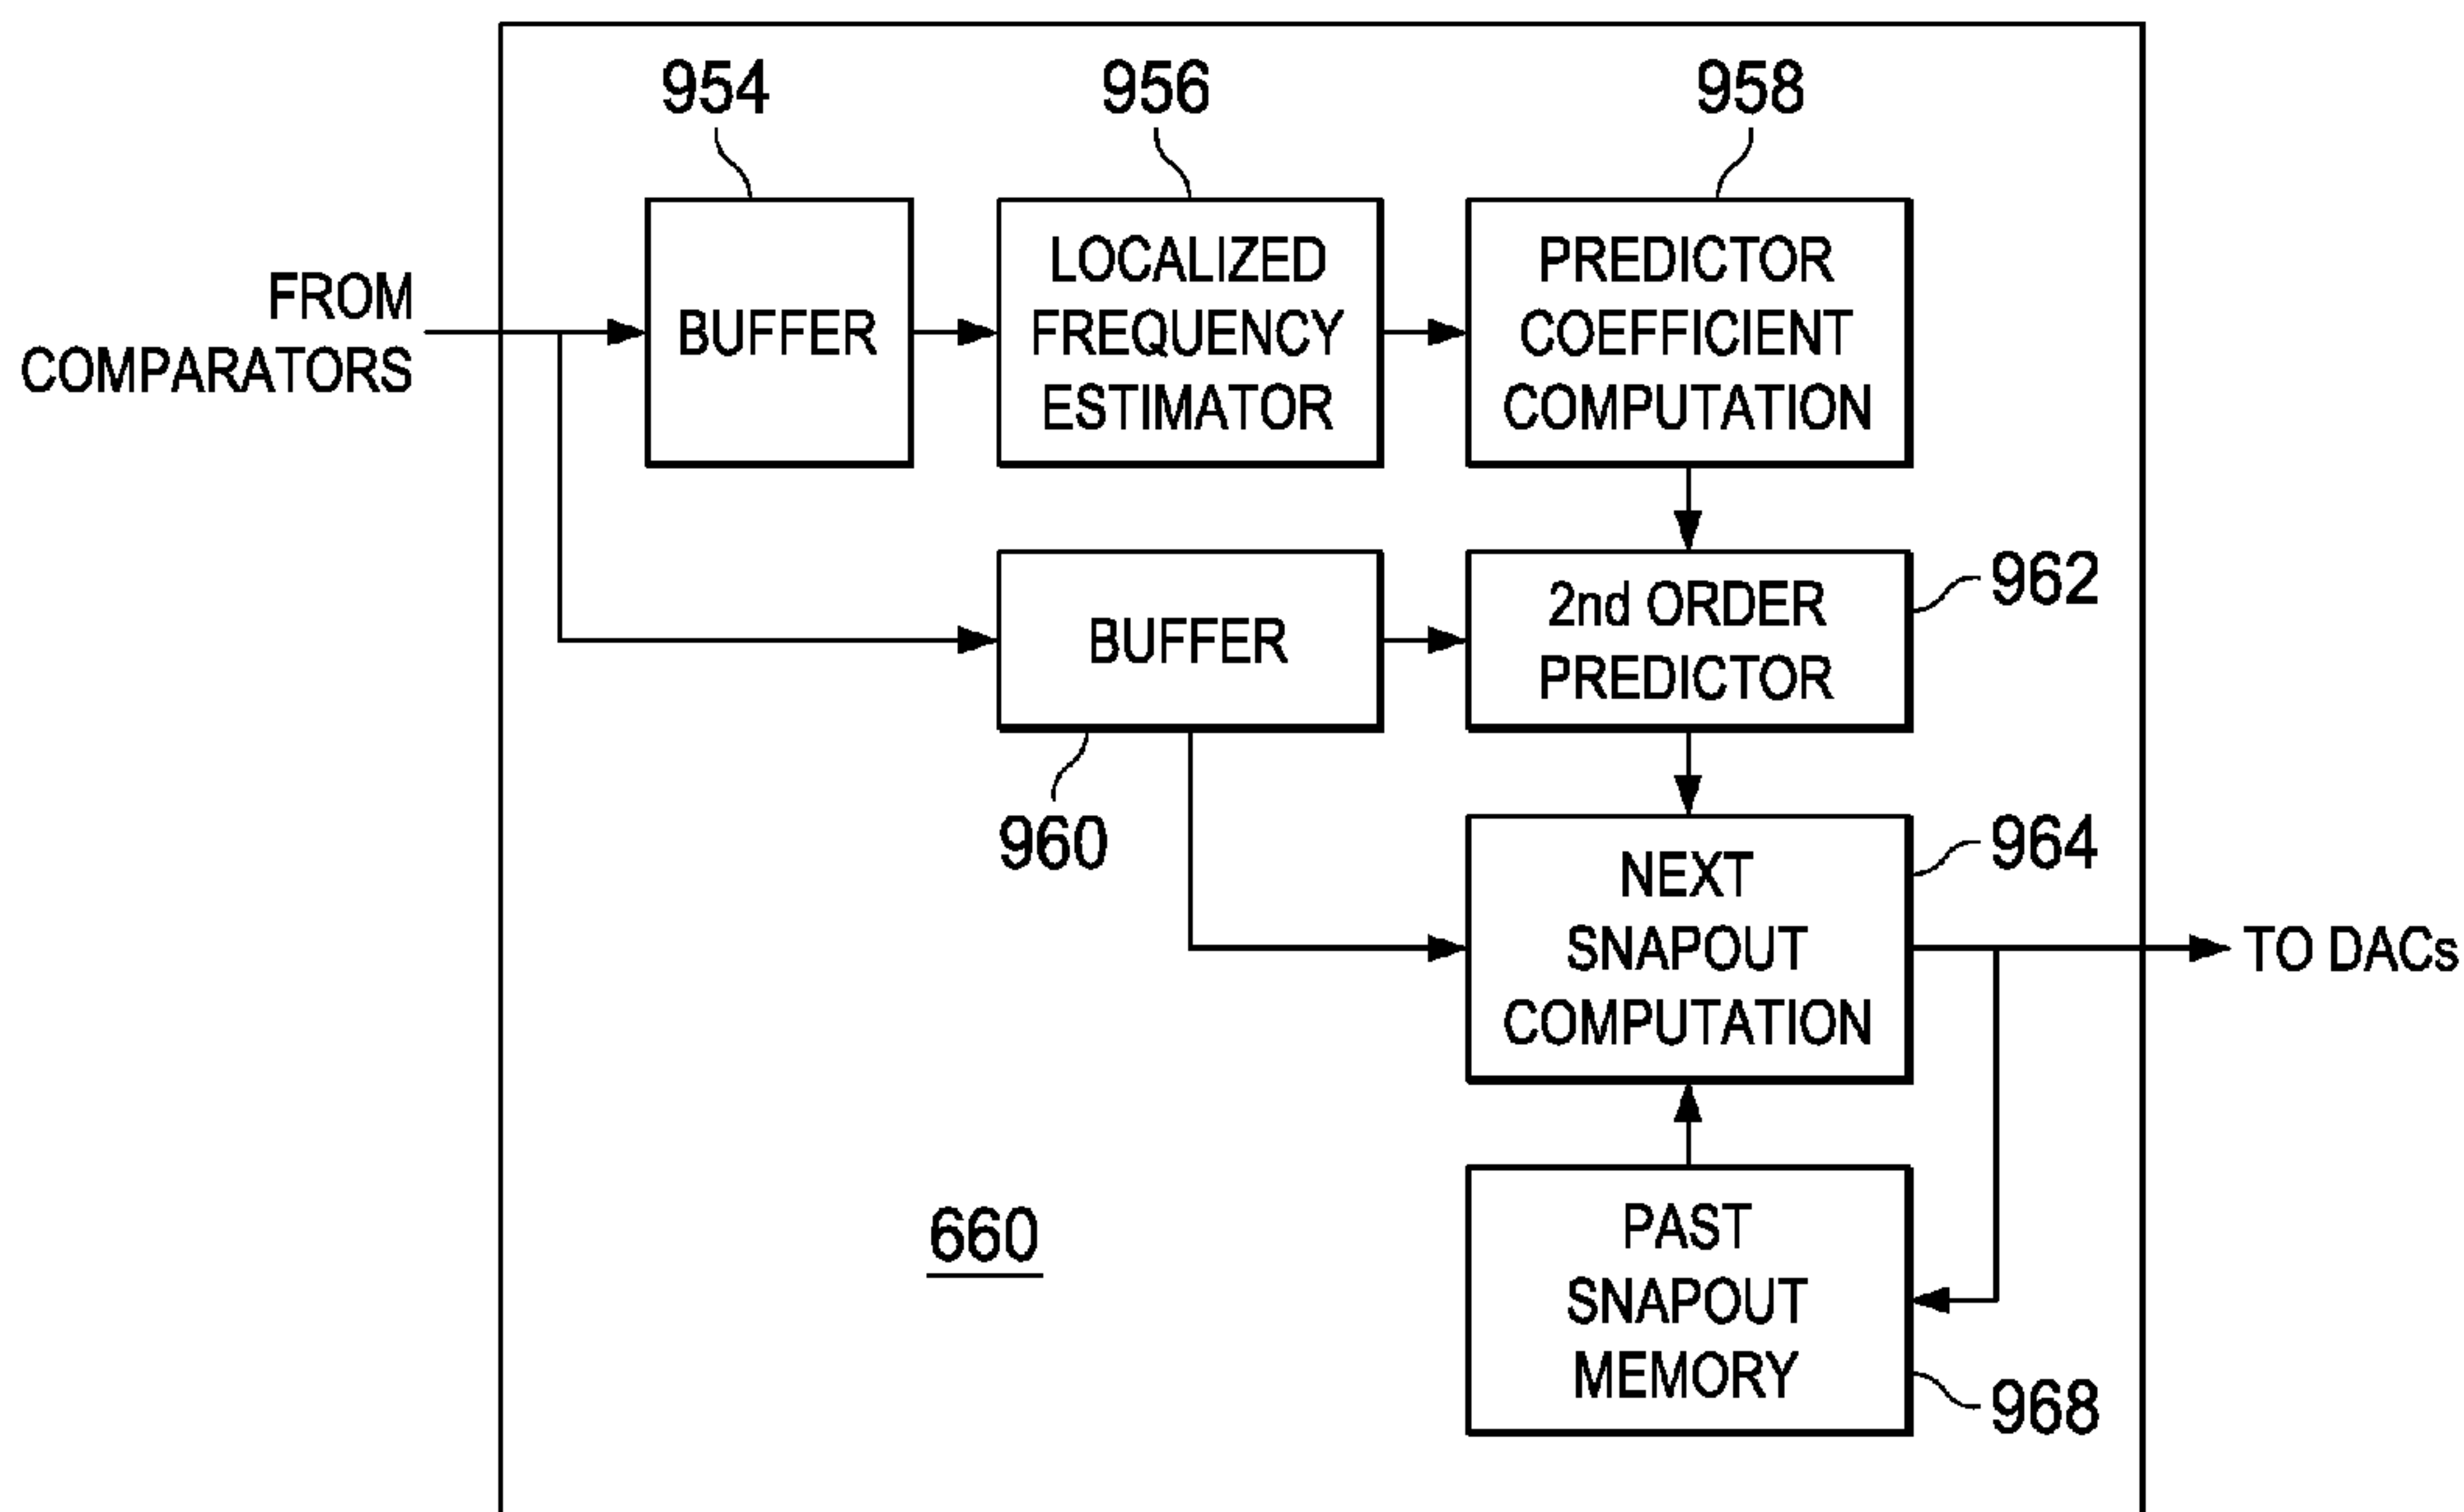 954
956
958
FROM
COMPARATORS
BUFFER
LOCALIZED
FREQUENCY
ESTIMATOR
PREDICTOR
COEFFICIENT
COMPUTATION
BUFFER
960
2nd ORDER
PREDICTOR
962
NEXT
SNAPOUT
COMPUTATION
964
TO DACs
660
PAST
SNAPOUT
MEMORY
968